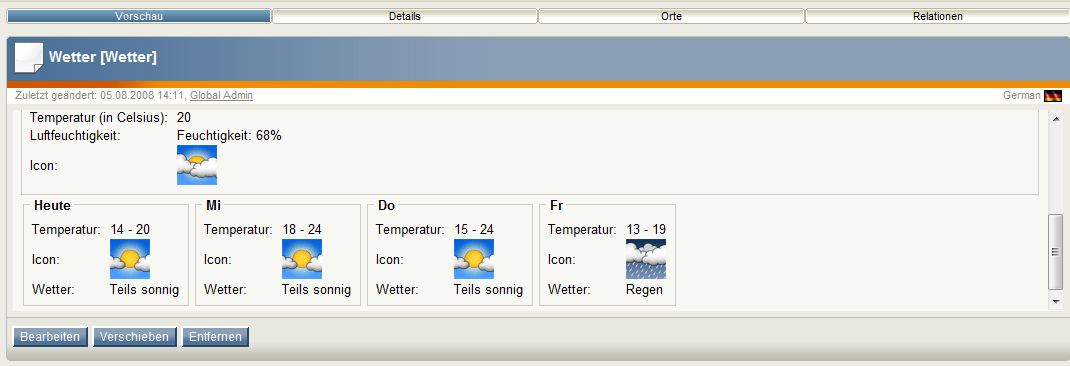 Vorschau Details Orte Relationen
Wetter [Wetter]
Zuletzt geändert: 05.08.2008 14:11, Global Admin German
Temperatur (in Celsius): 20
Luftfeuchtigkeit: Feuchtigkeit: 68%
Icon:
Heute Mi Do Fr
Temperatur: 14 - 20 Temperatur: 18 - 24 Temperatur: 15 - 24 Temperatur: 13 - 19
Icon: Icon: Icon: Icon:
Wetter: Teils sonnig Wetter: Teils sonnig Wetter: Teils sonnig Wetter: Regen
Bearbeiten Verschieben Entfernen